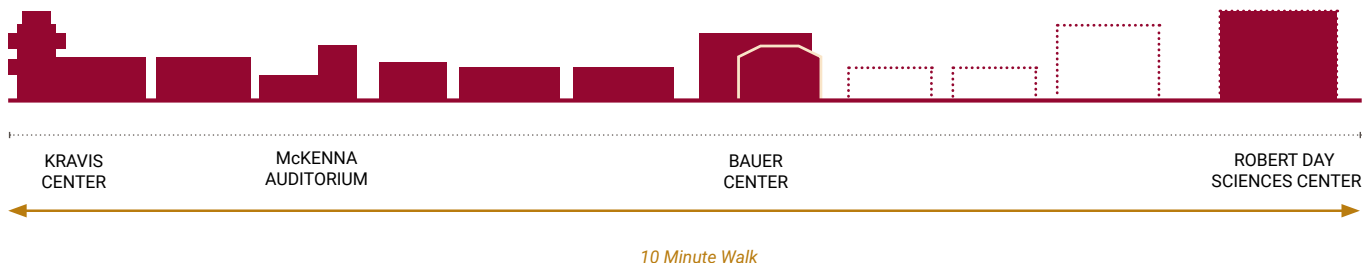 KRAVIS
CENTER
McKENNA
AUDITORIUM
BAUER
CENTER
ROBERT DAY
SCIENCES CENTER
10 Minute Walk